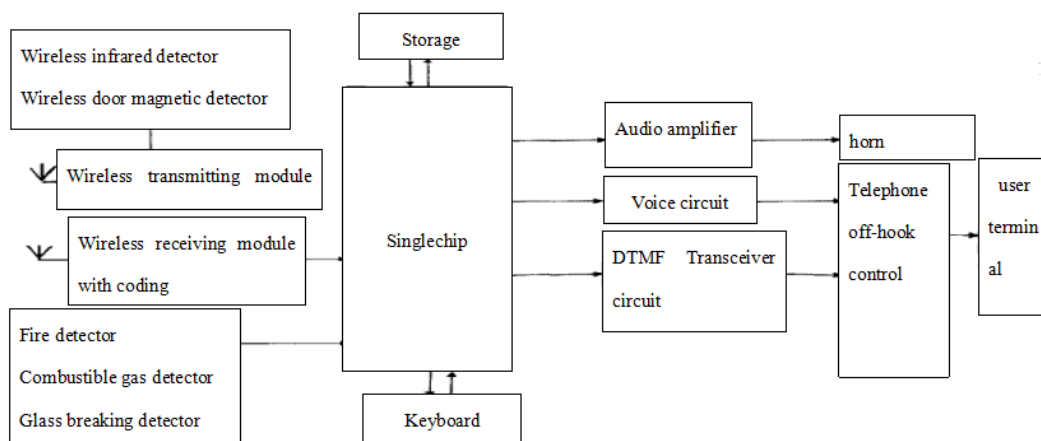 Storage
Wireless infrared detector
Wireless door magnetic detector
Wireless transmitting module
Wireless receiving module
with coding
Fire detector
Combustible gas detector
Glass breaking detector
Singlechip
Keyboard
Audio amplifier
horn
Voice circuit
DTMF Transceiver
circuit
Telephone
off-hook
control
user
termin
al